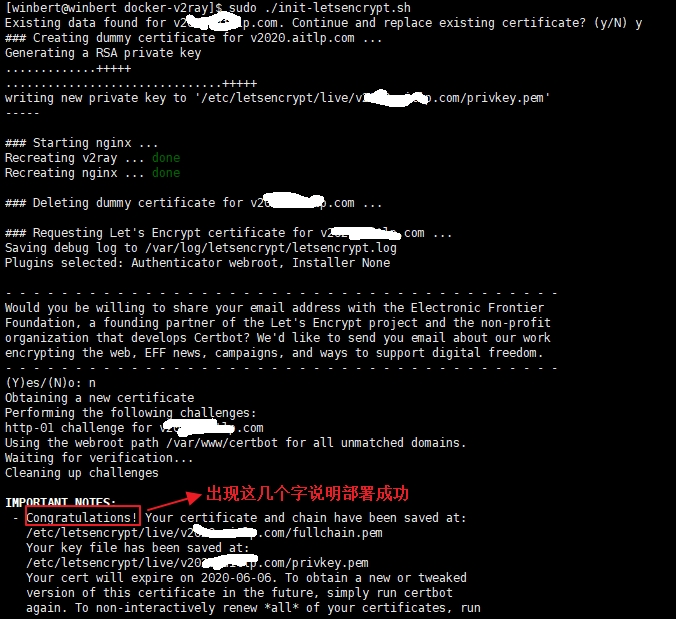 [winbert@winbert docker-v2ray]$ sudo ./init-letsencrypt.sh
Existing data found for v2 lp.com. Continue and replace existing certificate? (y/N) y
### Creating dummy certificate for v2020.aitlp.com ...
Generating a RSA private key
.............+++++
...............................+++++
writing new private key to '/etc/letsencrypt/live/v p.com/privkey.pem'
-----
### Starting nginx ...
Recreating v2ray ... done
Recreating nginx ... done
### Deleting dummy certificate for v20 .com ...
### Requesting Let's Encrypt certificate for v2 .com ...
Saving debug log to /var/log/letsencrypt/letsencrypt.log
Plugins selected: Authenticator webroot, Installer None
- - - - - - - - - - - - - - - - - - - - - - - - - - - - - - - - - - - - - - - -
Would you be willing to share your email address with the Electronic Frontier
Foundation, a founding partner of the Let's Encrypt project and the non-profit
organization that develops Certbot? We'd like to send you email about our work
encrypting the web, EFF news, campaigns, and ways to support digital freedom.
- - - - - - - - - - - - - - - - - - - - - - - - - - - - - - - - - - - - - - - -
(Y)es/(N)o: n
Obtaining a new certificate
Performing the following challenges:
http-01 challenge for v .com
Using the webroot path /var/www/certbot for all unmatched domains.
Waiting for verification...
Cleaning up challenges
出现这几个字说明部署成功
IMPORTANT NOTES:
- Congratulations! Your certificate and chain have been saved at:
/etc/letsencrypt/live/v2 .com/fullchain.pem
Your key file has been saved at:
/etc/letsencrypt/live/v20 p.com/privkey.pem
Your cert will expire on 2020-06-06. To obtain a new or tweaked
version of this certificate in the future, simply run certbot
again. To non-interactively renew *all* of your certificates, run